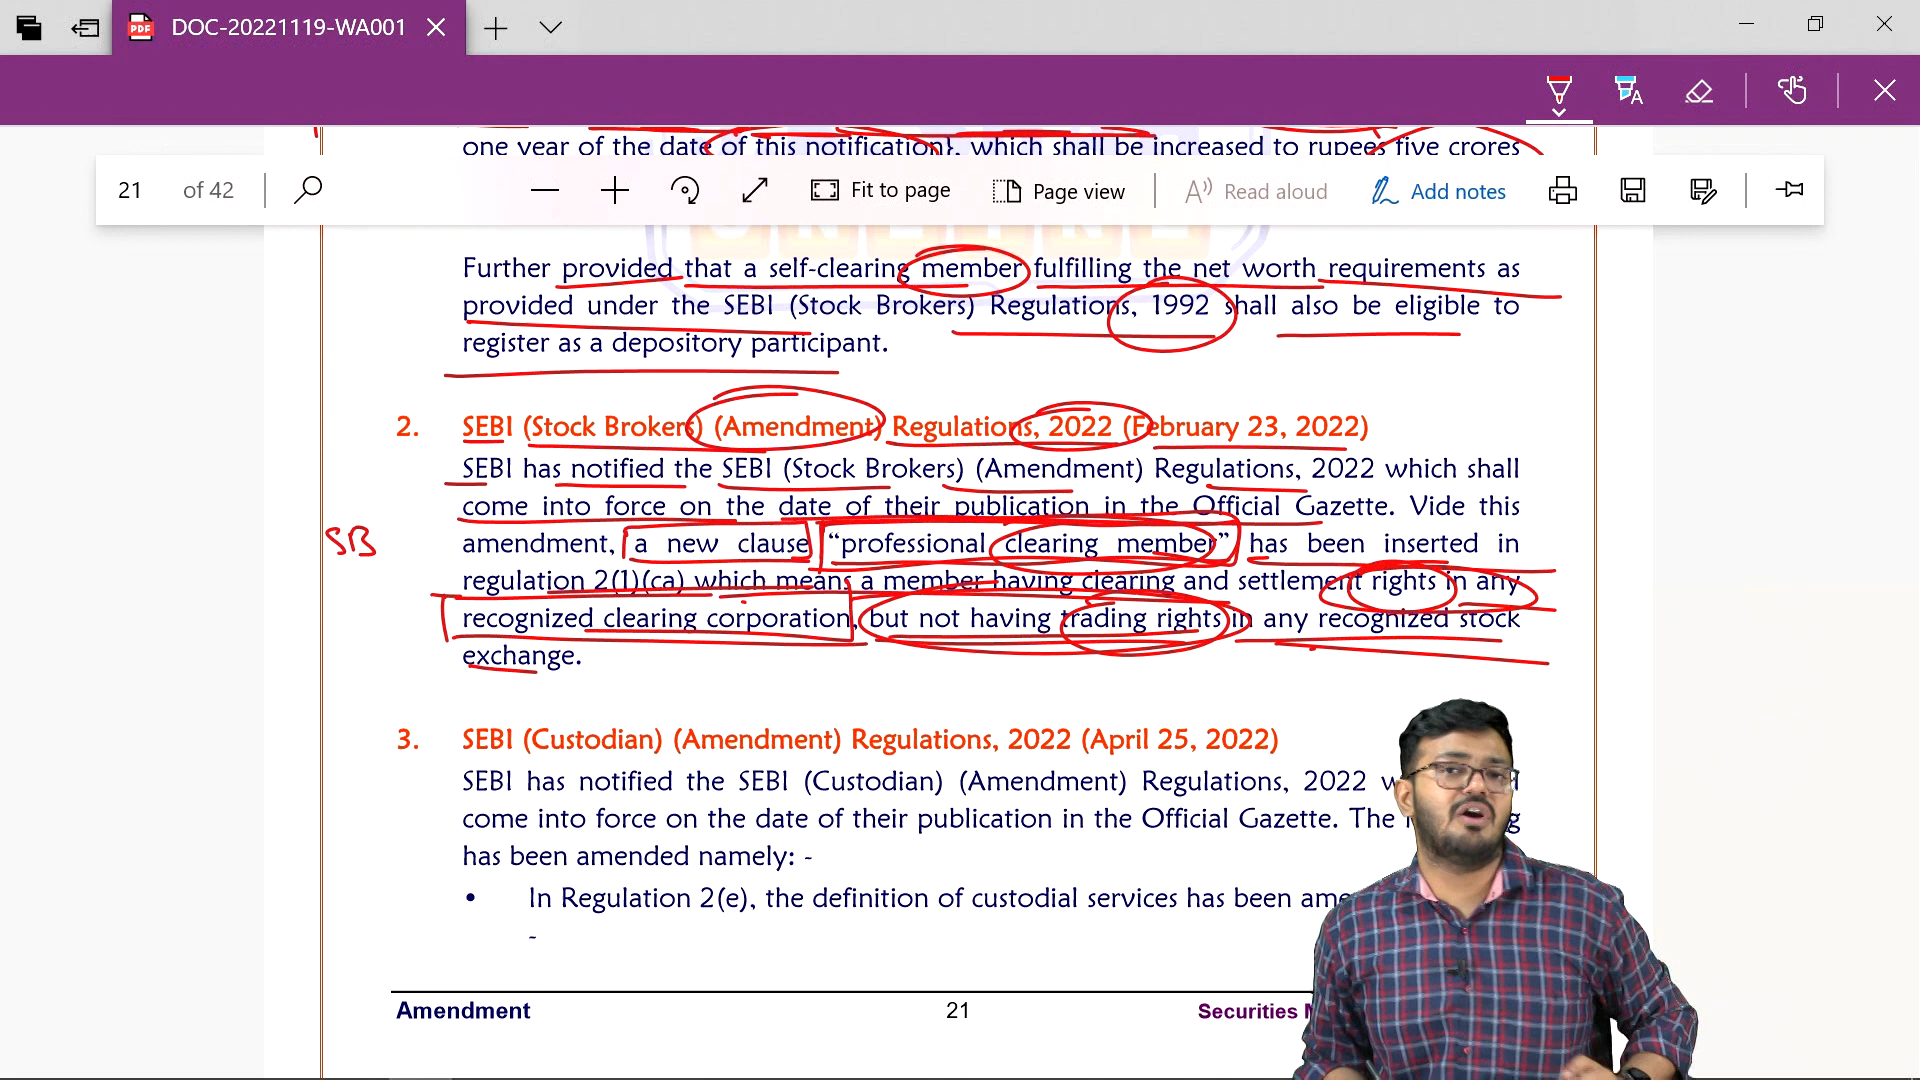 DOC-20221119-WA001
one year of the date of this notification}, which shall be increased to rupees five crores
21 of 42
Fit to page
Page view
Read aloud
Add notes
Further provided that a self-clearing member fulfilling the net worth requirements as
provided under the SEBI (Stock Brokers) Regulations, 1992 shall also be eligible to
register as a depository participant.
2. SEBI (Stock Brokers) (Amendment) Regulations, 2022 (February 23, 2022)
SEBI has notified the SEBI (Stock Brokers) (Amendment) Regulations, 2022 which shall
come into force on the date of their publication in the Official Gazette. Vide this
SB
amendment, a new clause “professional clearing member” has been inserted in
regulation 2(1)(ca) which means a member having clearing and settlement rights in any
recognized clearing corporation, but not having trading rights in any recognized stock
exchange.
3. SEBI (Custodian) (Amendment) Regulations, 2022 (April 25, 2022)
SEBI has notified the SEBI (Custodian) (Amendment) Regulations, 2022
come into force on the date of their publication in the Official Gazette. The
has been amended namely: -
• In Regulation 2(e), the definition of custodial services has been
-
Amendment 21 Securities